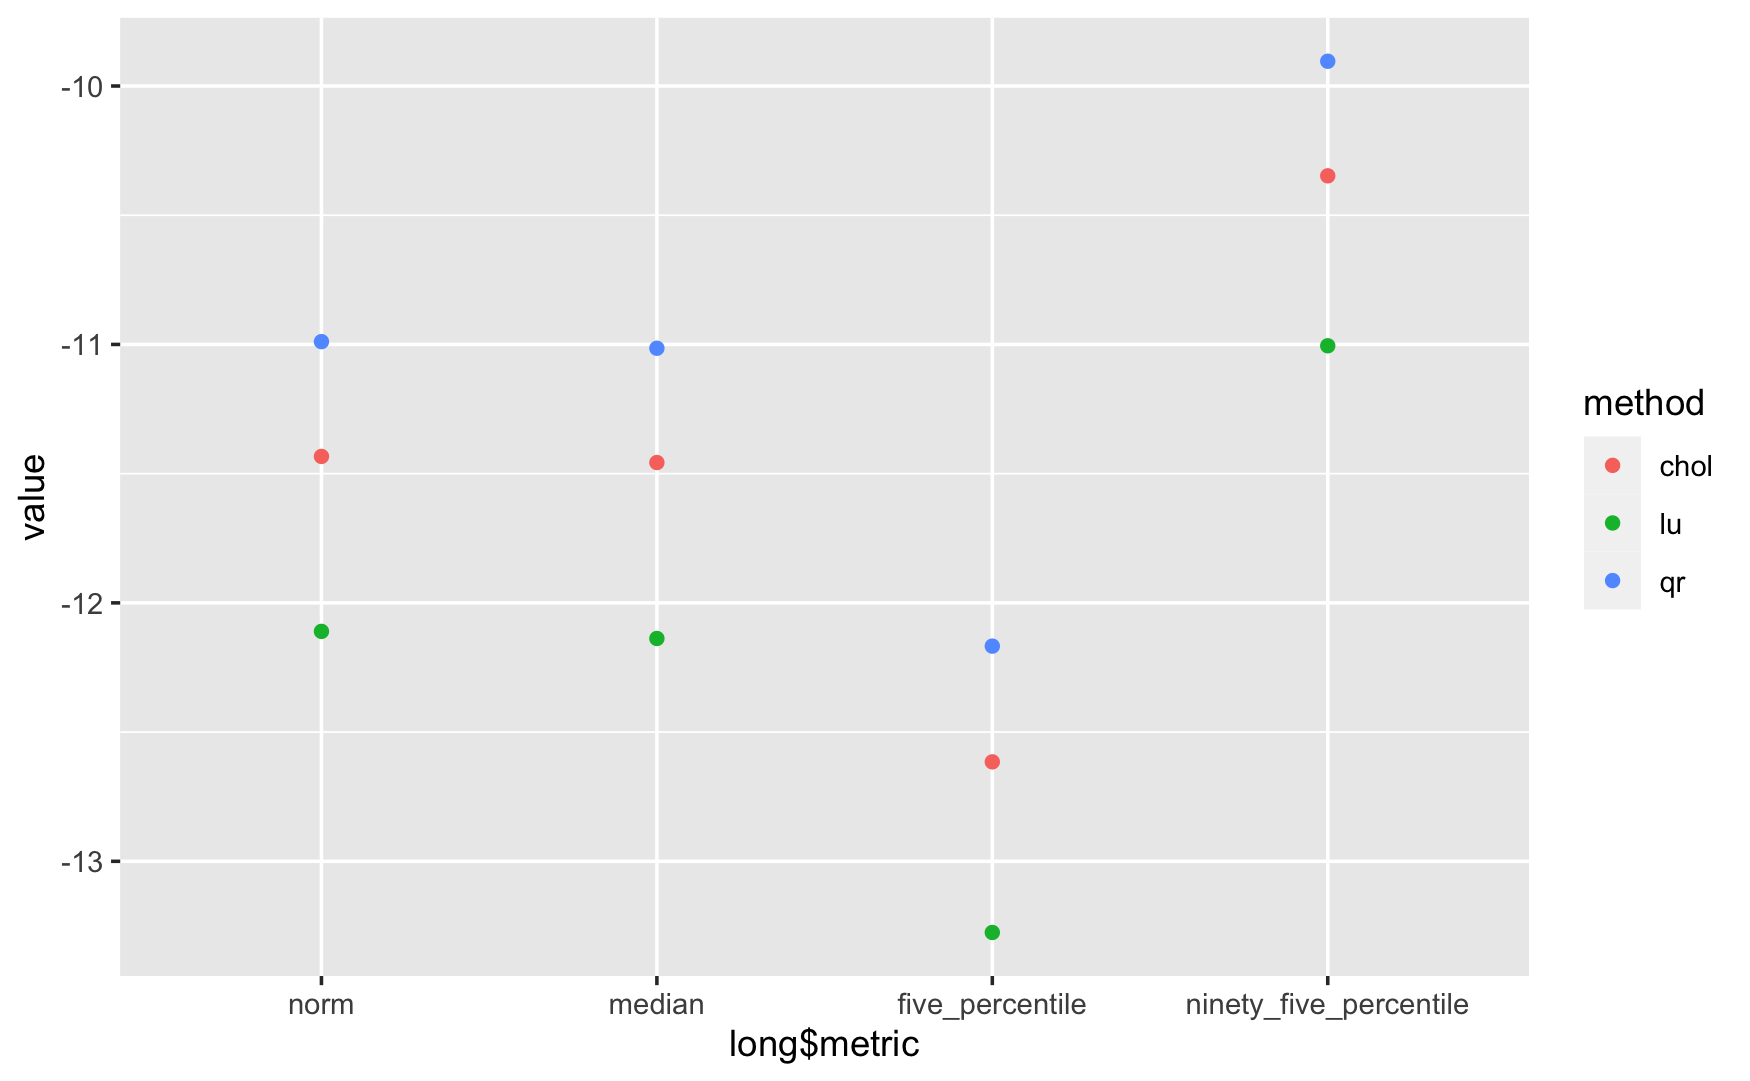 -10
-11
-12
-13
value
norm
median
five_percentile
ninety_five_percentile
long$metric
method
chol
lu
qr